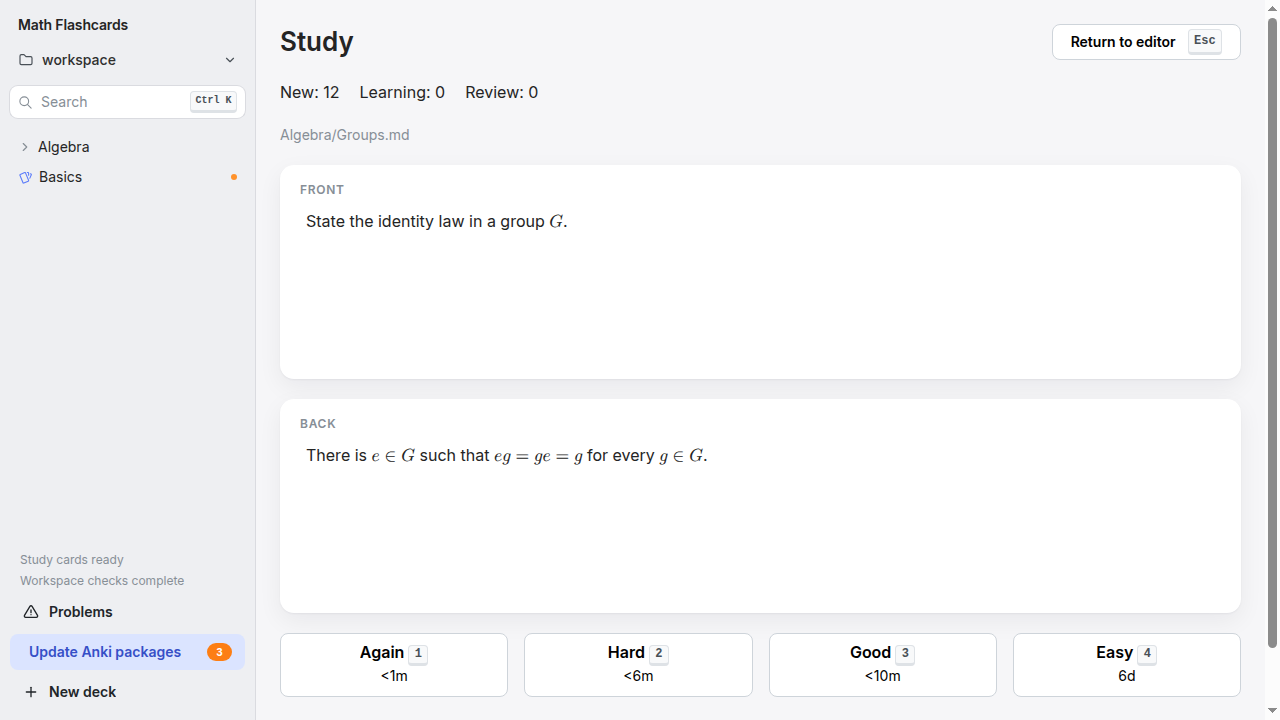 Math Flashcards
workspace
Search Ctrl K
Algebra
Basics
Study cards ready
Workspace checks complete
Problems
Update Anki packages 3
New deck
Study
Return to editor Esc
New: 12 Learning: 0 Review: 0
Algebra/Groups.md
FRONT
State the identity law in a group G.
BACK
There is e ∈ G such that eg = ge = g for every g ∈ G.
Again 1
<1m
Hard 2
<6m
Good 3
<10m
Easy 4
6d